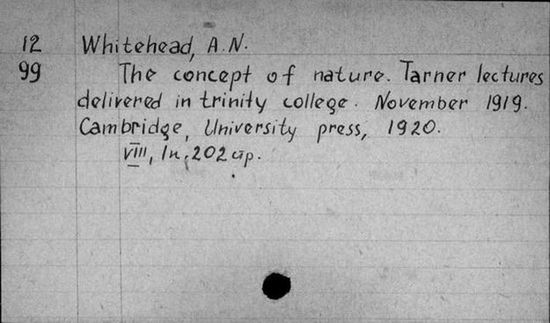 12 Whitehead, A.N.
99 The concept of nature. Tarner lectures
delivered in trinity college. November 1919.
Cambridge, University press, 1920.
VIII, 1л, 202 стр.